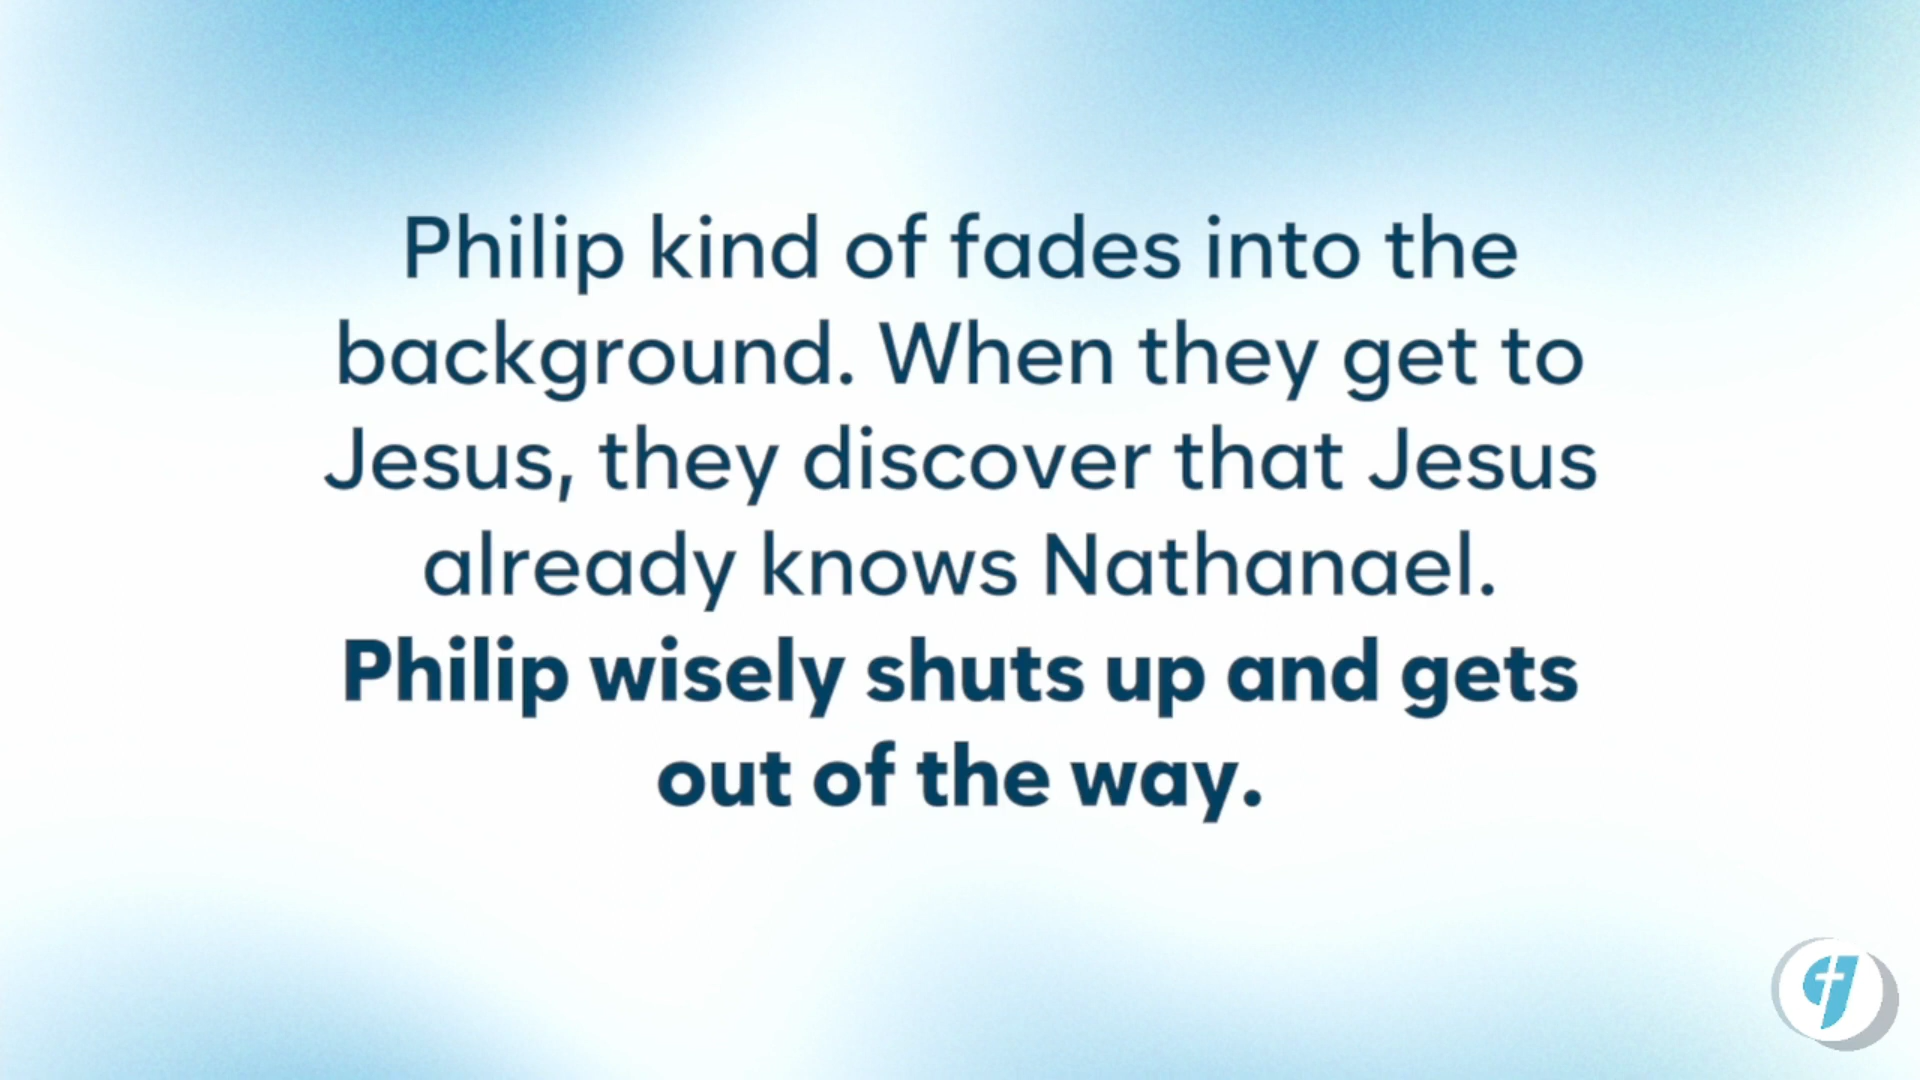 Philip kind of fades into the
background. When they get to
Jesus, they discover that Jesus
already knows Nathanael.
Philip wisely shuts up and gets
out of the way.